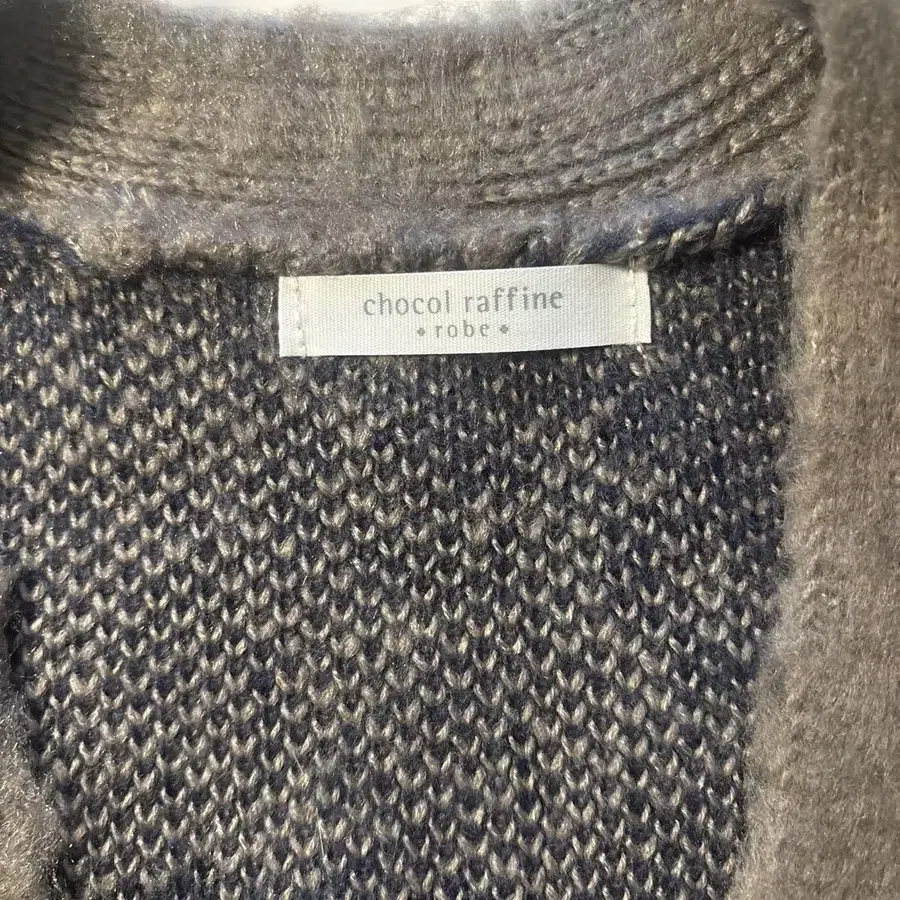 chocol raffine
• robe •